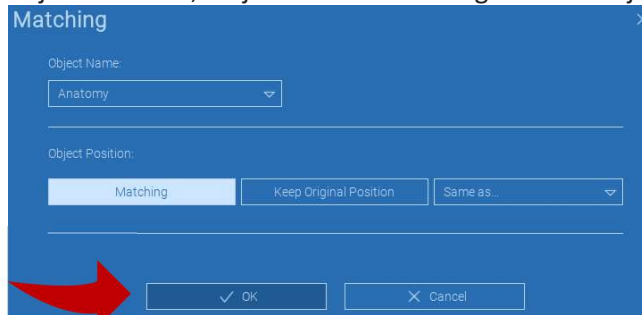 Matching
Object Name:
Anatomy
Object Position:
Matching Keep Original Position Same as...
OK Cancel